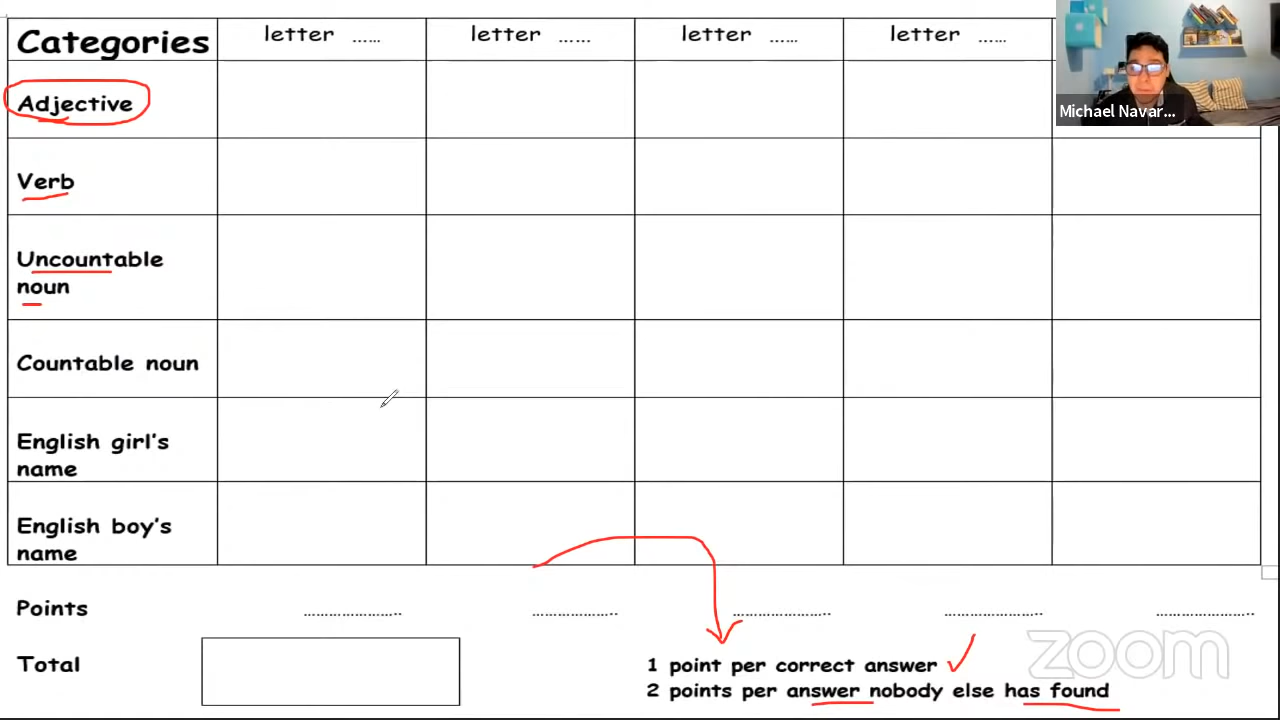 Categories letter ...... letter ...... letter ...... letter ......
Adjective
Michael Navar...
Verb
Uncountable
noun
Countable noun
English girl's
name
English boy's
name
Points ..................... ..................... ..................... ..................... .....................
Total
1 point per correct answer
2 points per answer nobody else has found
zoom